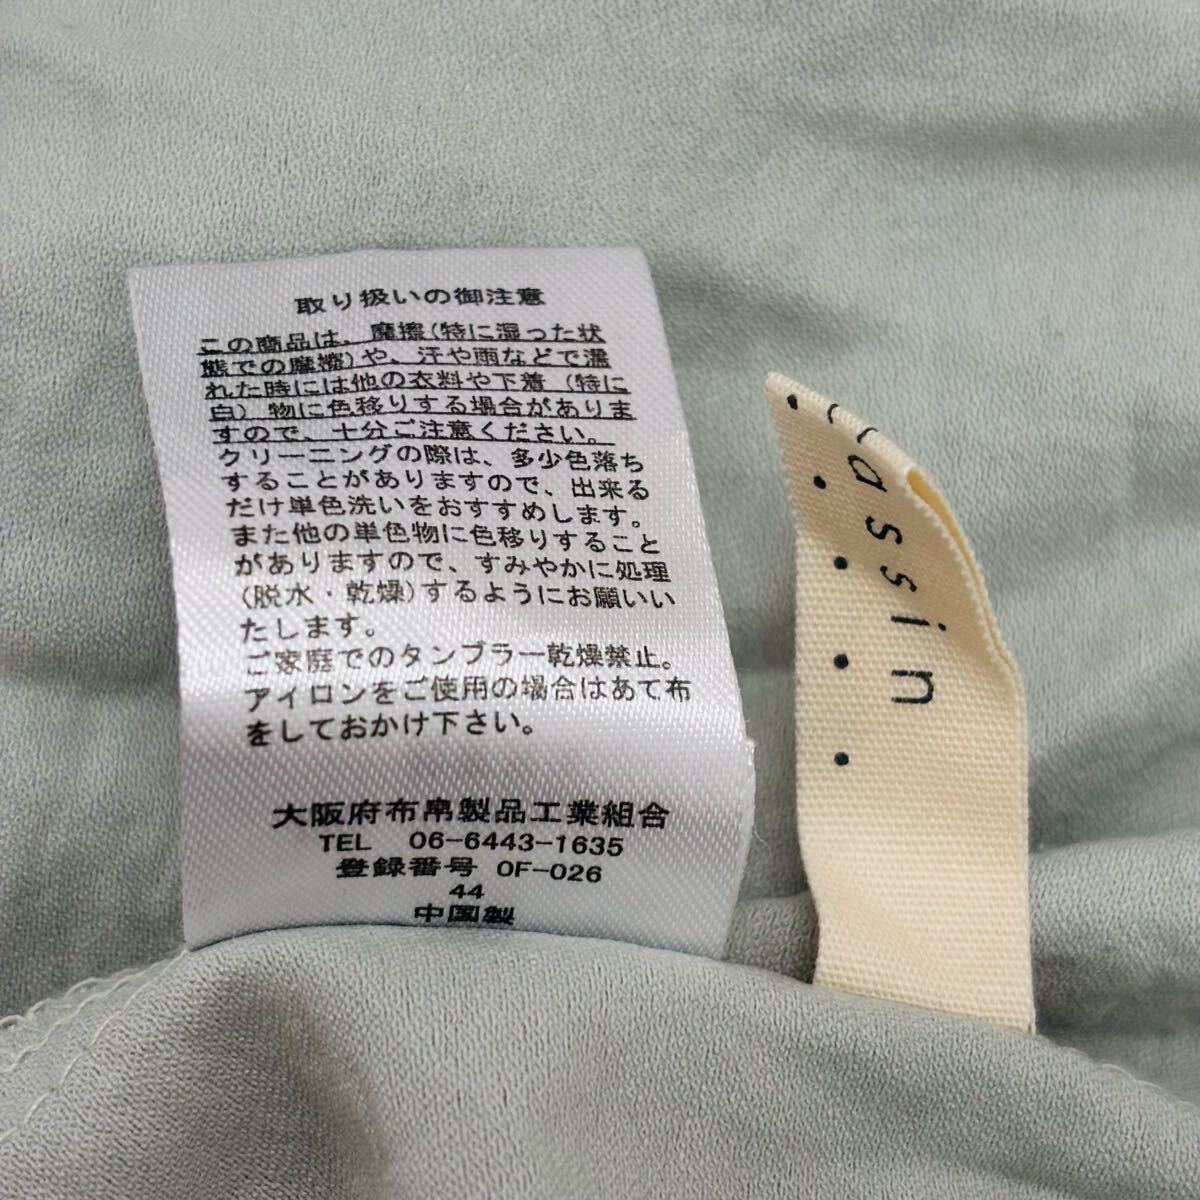 取り扱いの御注意
この商品は、摩擦(特に湿った状
態での摩擦)や、汗や雨などで濡
れた時には他の衣料や下着(特に
白)物に色移りする場合がありま
すので、十分ご注意ください。
クリーニングの際は、多少色落ち
することがありますので、出来る
だけ単色洗いをおすすめします。
また他の単色物に色移りすること
がありますので、すみやかに処理
(脱水・乾燥)するようにお願いい
たします。
ご家庭でのタンブラー乾燥禁止。
アイロンをご使用の場合はあて布
をしておかけ下さい。
大阪府布帛製品工業組合
TEL 06-6443-1635
登録番号 OF-026
44
中国製